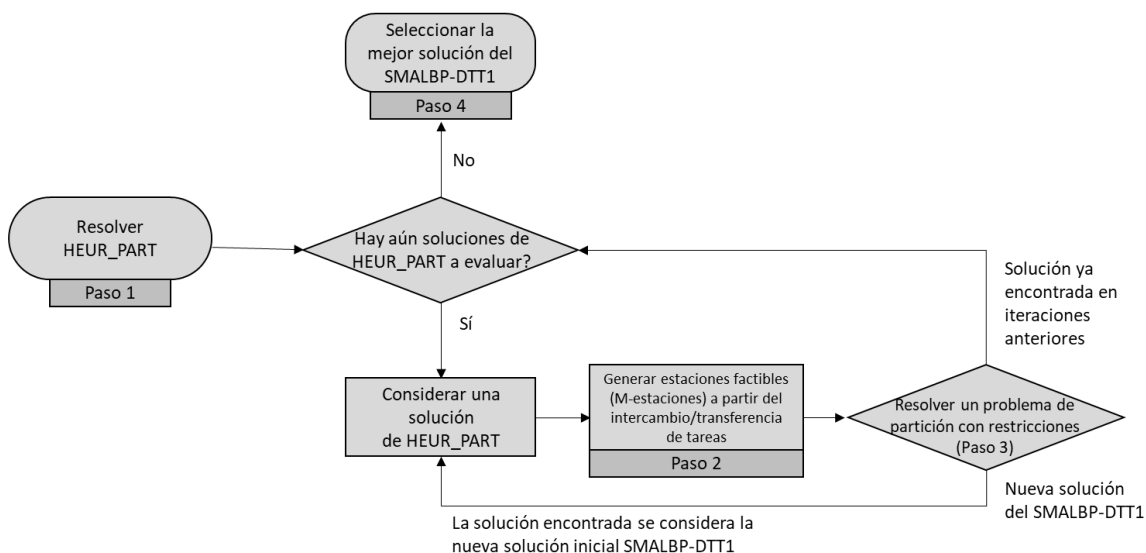 Seleccionar la
mejor solución del
SMALBP-DTT1
Paso 4
No
Resolver
HEUR_PART
Paso 1
Hay aún soluciones de
HEUR_PART a evaluar?
Solución ya
encontrada en
iteraciones
anteriores
Sí
Considerar una
solución
de HEUR_PART
Generar estaciones factibles
(M-estaciones) a partir del
intercambio/transferencia
de tareas
Paso 2
Resolver un problema de
partición con restricciones
(Paso 3)
Nueva solución
del SMALBP-DTT1
La solución encontrada se considera la
nueva solución inicial SMALBP-DTT1